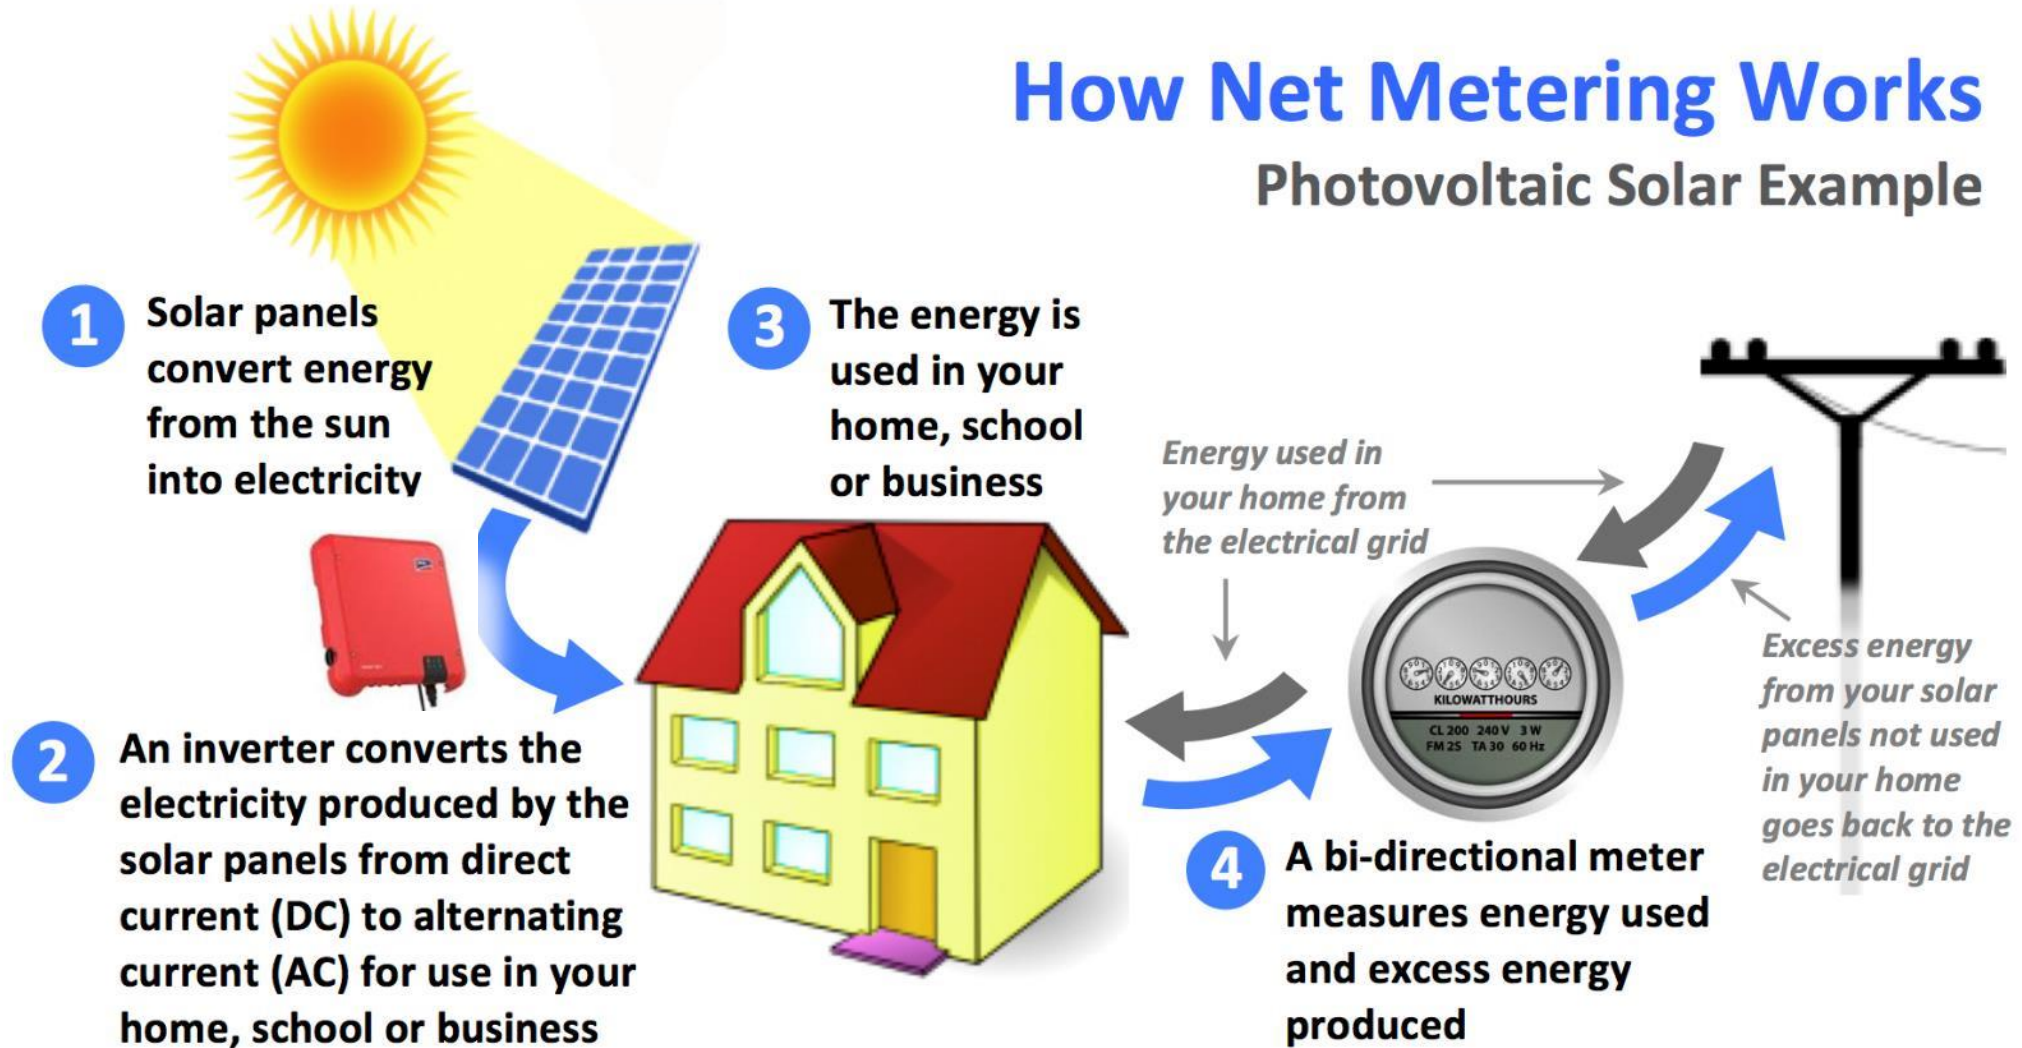 How Net Metering Works
Photovoltaic Solar Example
1
Solar panels
convert energy
from the sun
into electricity
2
An inverter converts the
electricity produced by the
solar panels from direct
current (DC) to alternating
current (AC) for use in your
home, school or business
3
The energy is
used in your
home, school
or business
Energy used in
your home from
the electrical grid
KILOWATTHOURS
CL 200 240 V 3 W
FM 2S TA 30 60 Hz
4
A bi-directional meter
measures energy used
and excess energy
produced
Excess energy
from your solar
panels not used
in your home
goes back to the
electrical grid